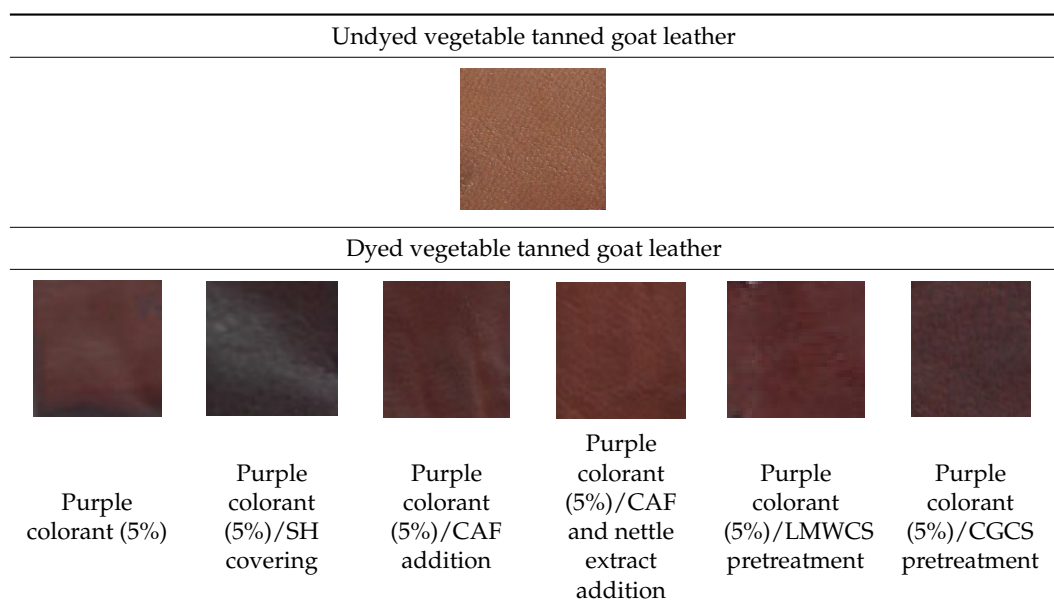 Undyed vegetable tanned goat leather
Dyed vegetable tanned goat leather
Purple
colorant (5%)
Purple
colorant
(5%)/SH
covering
Purple
colorant
(5%)/CAF
addition
Purple
colorant
(5%)/CAF
and nettle
extract
addition
Purple
colorant
(5%)/LMWCS
pretreatment
Purple
colorant
(5%)/CGCS
pretreatment